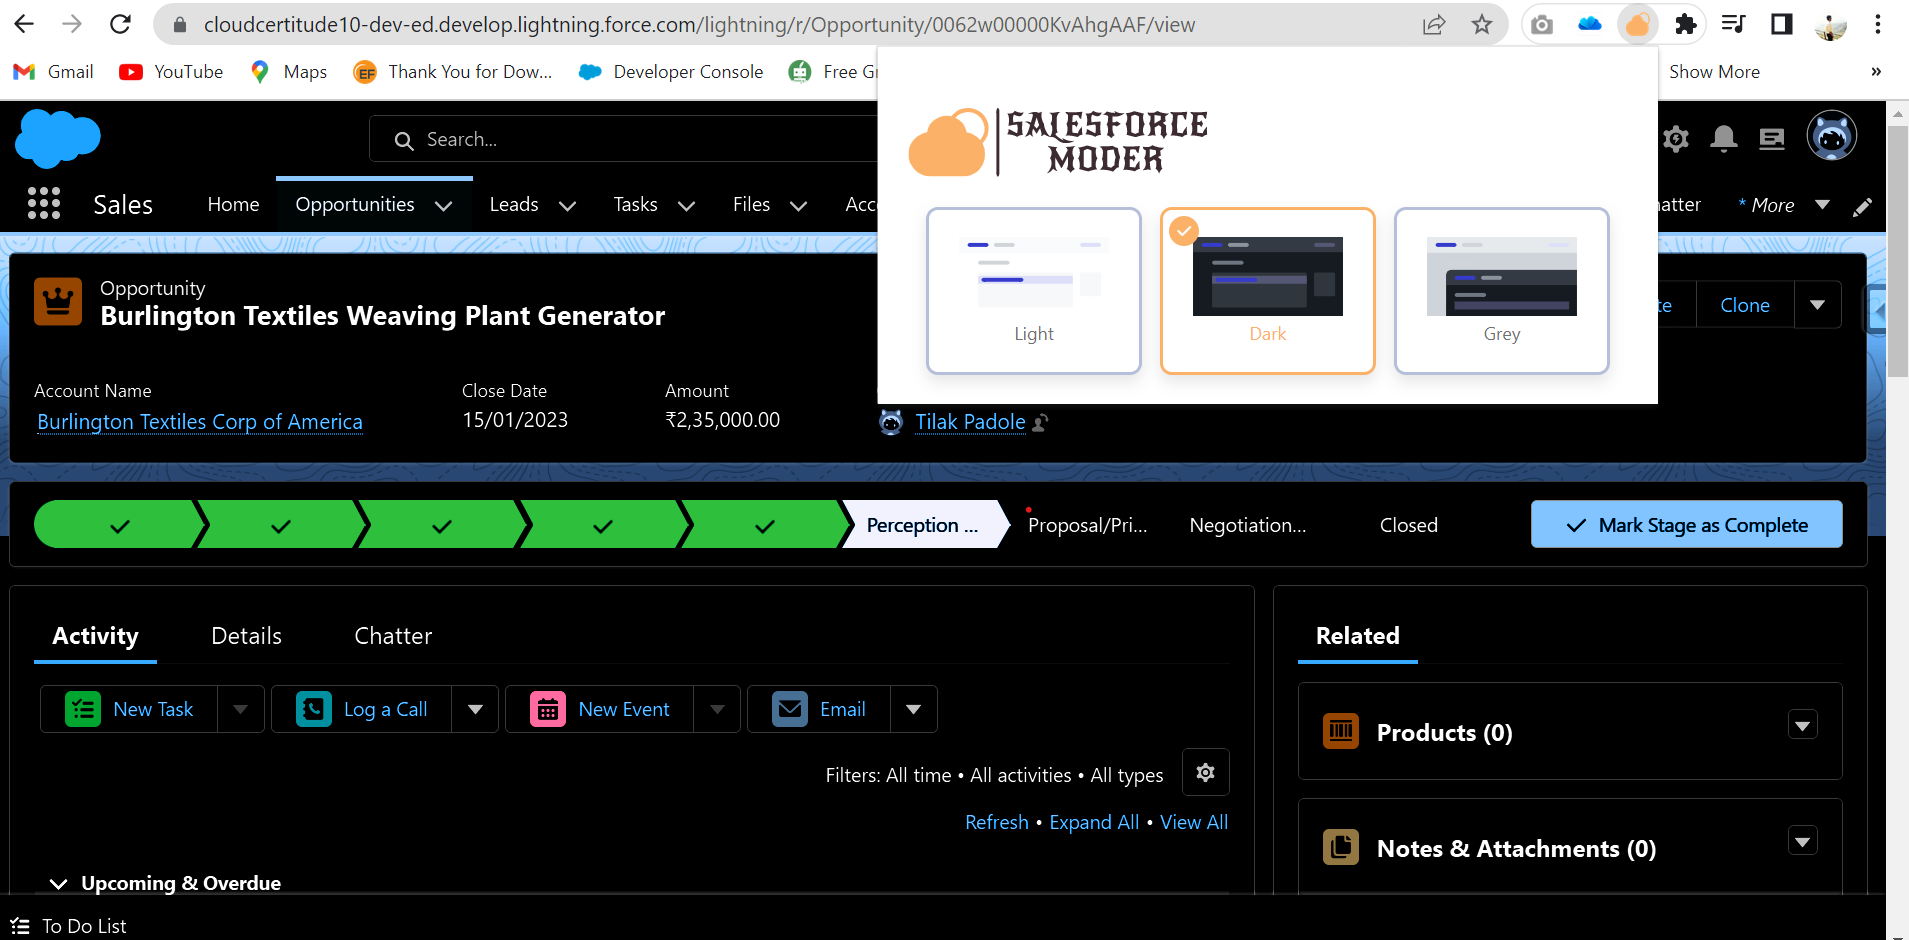 cloudcertitude10-dev-ed.develop.lightning.force.com/lightning/r/Opportunity/0062w00000KvAhgAAF/view
Gmail YouTube Maps Thank You for Dow... Developer Console Free Gr Show More »
SALESFORCE
MODER
Search...
Sales Home Opportunities Leads Tasks Files Acc hatter * More
Light Dark Grey
Opportunity
Burlington Textiles Weaving Plant Generator
te Clone
Account Name Close Date Amount
Burlington Textiles Corp of America 15/01/2023 ₹2,35,000.00 Tilak Padole
Perception ... Proposal/Pri... Negotiation... Closed Mark Stage as Complete
Activity Details Chatter Related
New Task Log a Call New Event Email
Products (0)
Filters: All time • All activities • All types
Refresh • Expand All • View All
Notes & Attachments (0)
Upcoming & Overdue
To Do List